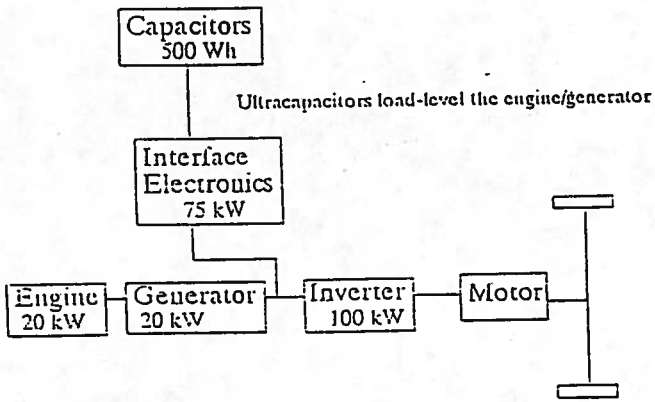 Capacitors
500 Wh
Ultracapacitors load-level the engine/generator
Interface
Electronics
75 kW
Engine
20 kW
Generator
20 kW
Inverter
100 kW
Motor